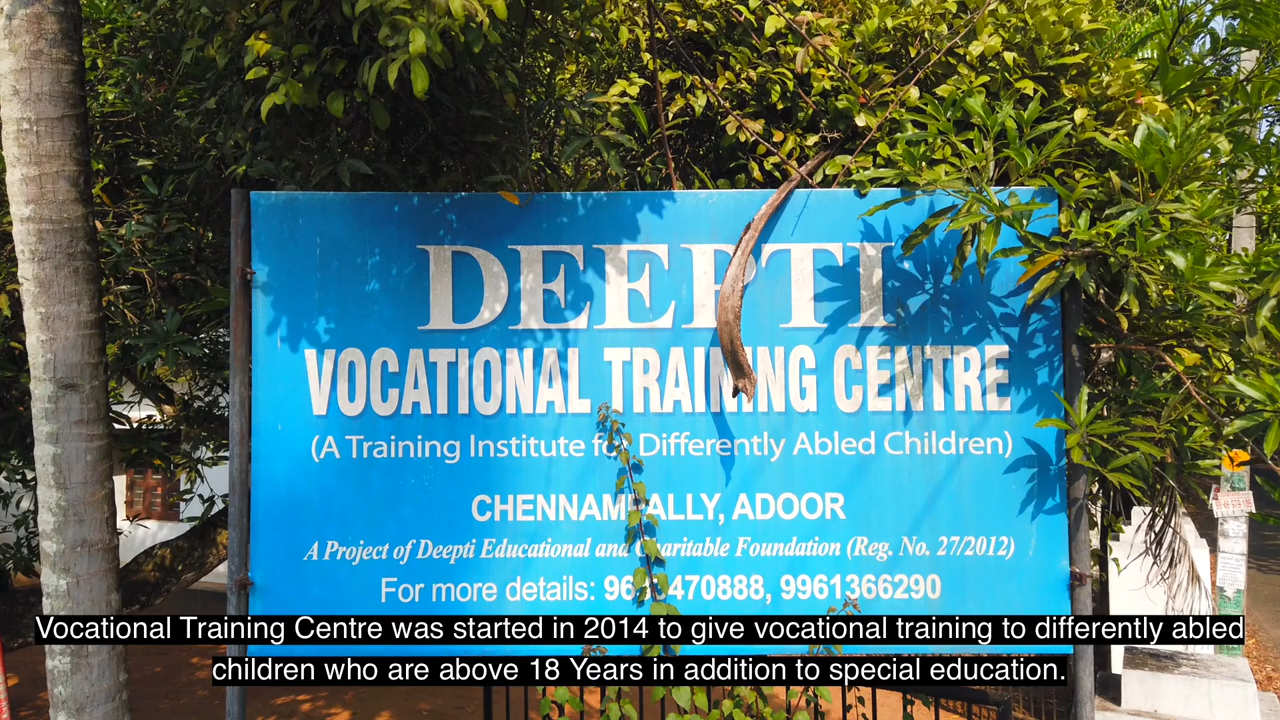 DEEPTI
VOCATIONAL TRAINING CENTRE
(A Training Institute for Differently Abled Children)
ADOOR
A Project of Deepti Educational and Charitable Foundation (Reg. No. 27/2012)
For more details: 9961366290
Vocational Training Centre was started in 2014 to give vocational training to differently abled
children who are above 18 Years in addition to special education.